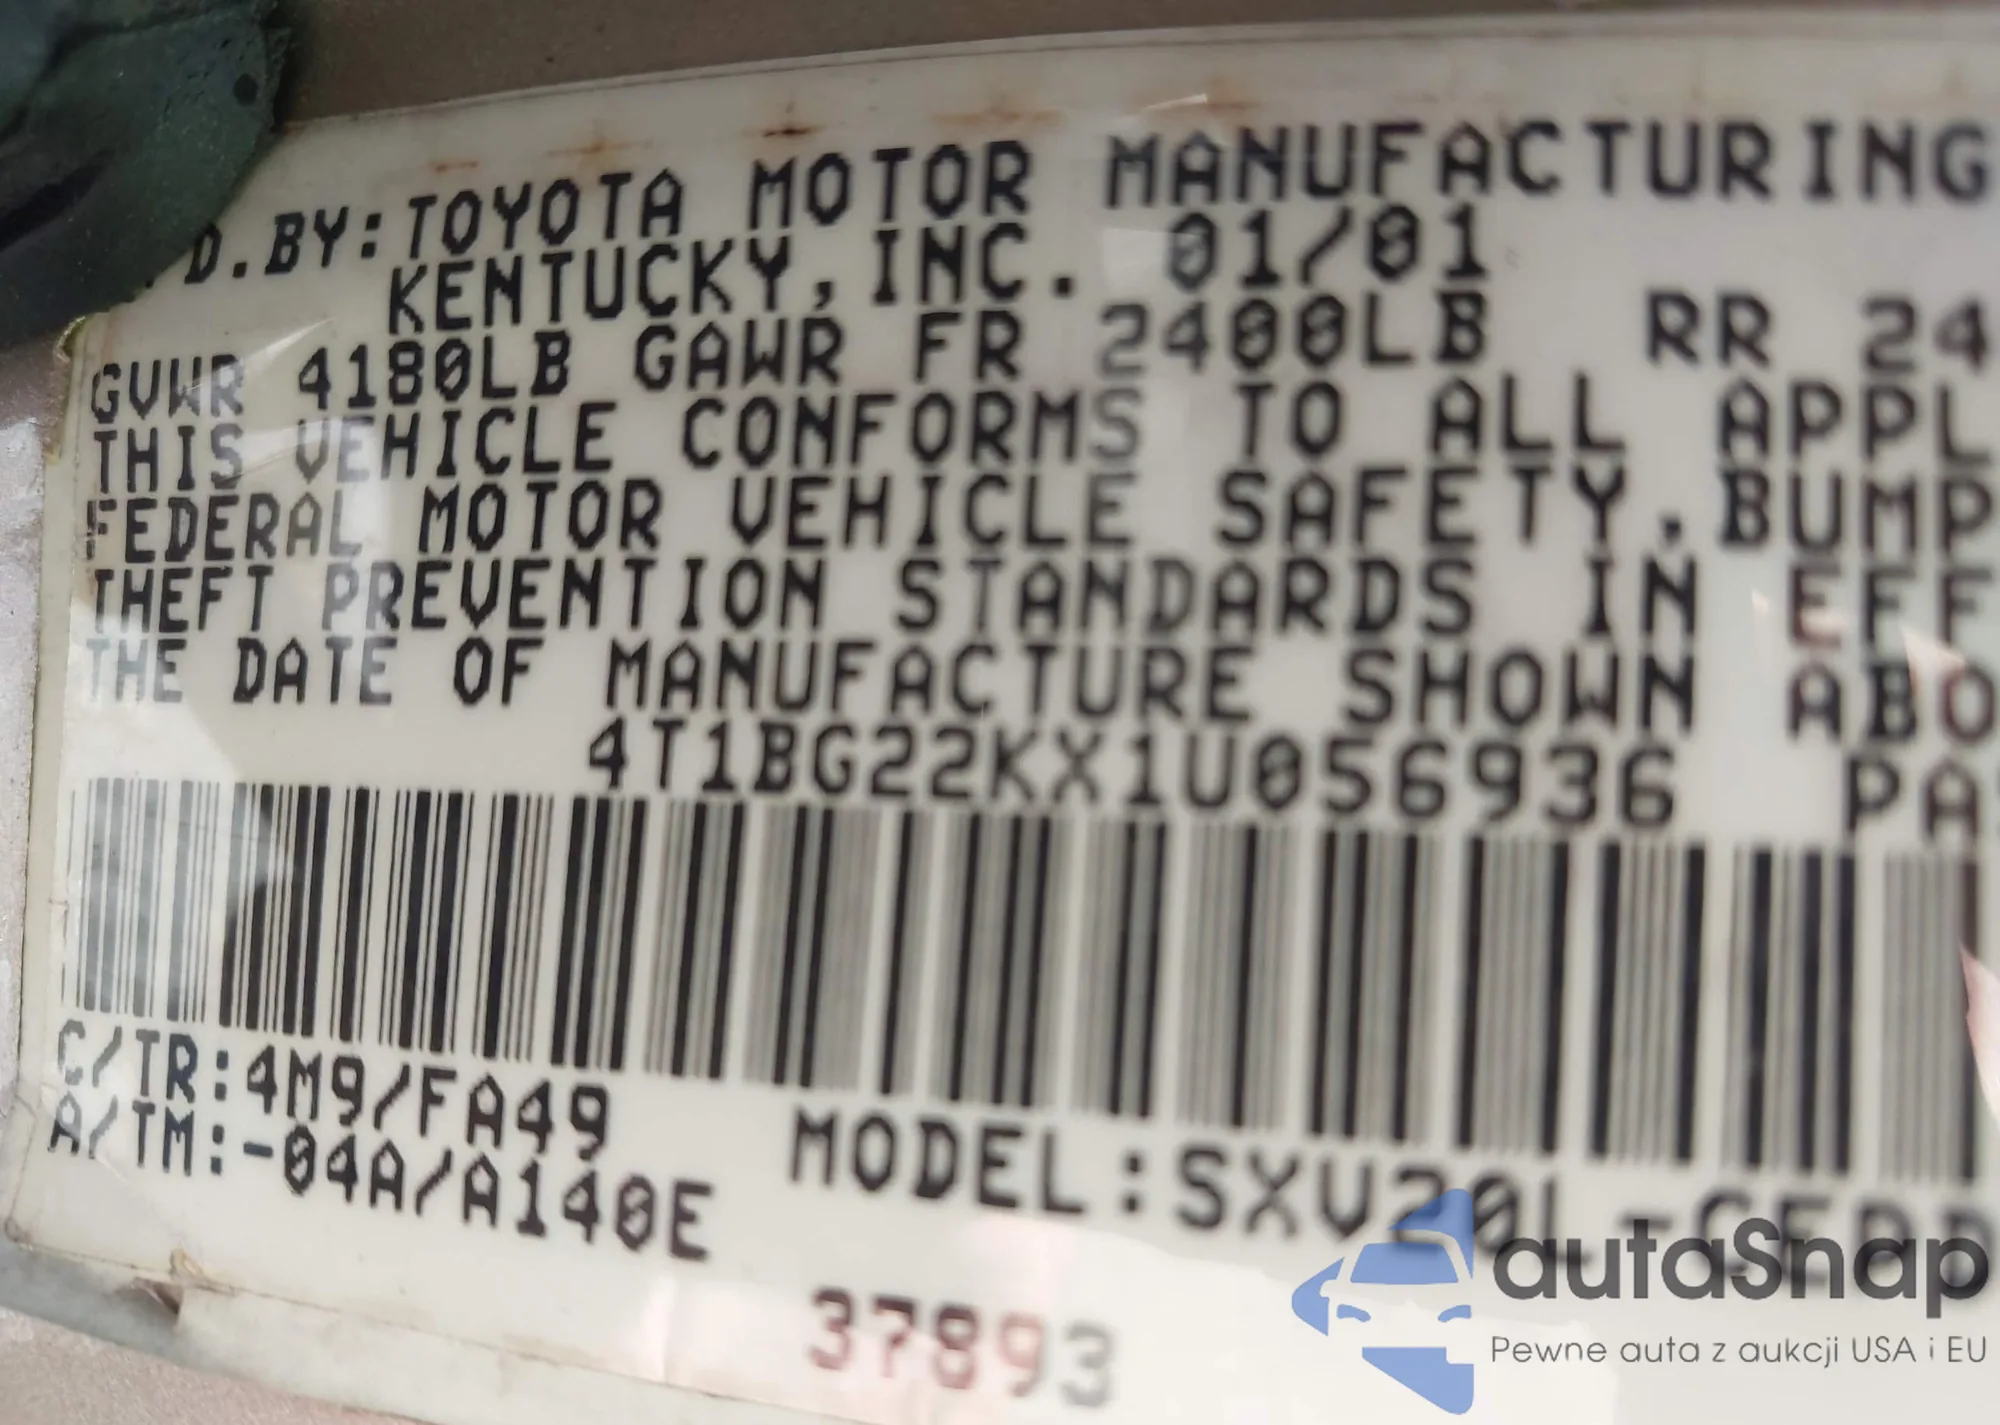 D.BY:TOYOTA MOTOR MANUFACTURING
KENTUCKY,INC. 01/01
GVWR 4180LB GAWR FR 2400LB RR 24
THIS VEHICLE CONFORMS TO ALL APPL
FEDERAL MOTOR VEHICLE SAFETY,BUMP
THEFT PREVENTION STANDARDS IN EFF
THE DATE OF MANUFACTURE SHOWN ABO
4T1BG22KX1U056936 PA
C/TR:4M9/FA49
A/TM:-04A/A140E
MODEL:SXV20L-
37893
autaSnap
Pewne auta z aukcji USA i EU